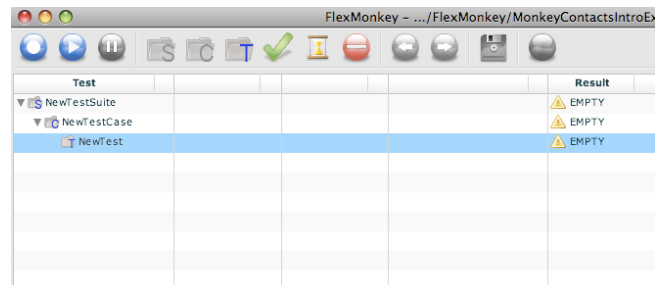 FlexMonkey – .../FlexMonkey/MonkeyContactsIntroEx
S C T
Test Result
S NewTestSuite EMPTY
C NewTestCase EMPTY
T NewTest EMPTY